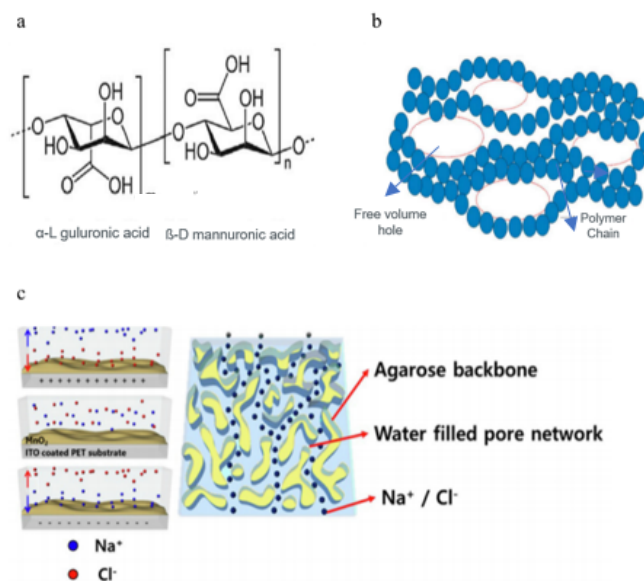 a
OH
OH
O
O
HO
O
OH
O
OH
O
OH
O
HO
O
n
α-L guluronic acid
ß-D mannuronic acid
b
Free volume
hole
Polymer
Chain
c
MnO₂
ITO coated PET substrate
Na⁺
Cl⁻
Agarose backbone
Water filled pore network
Na⁺ / Cl⁻